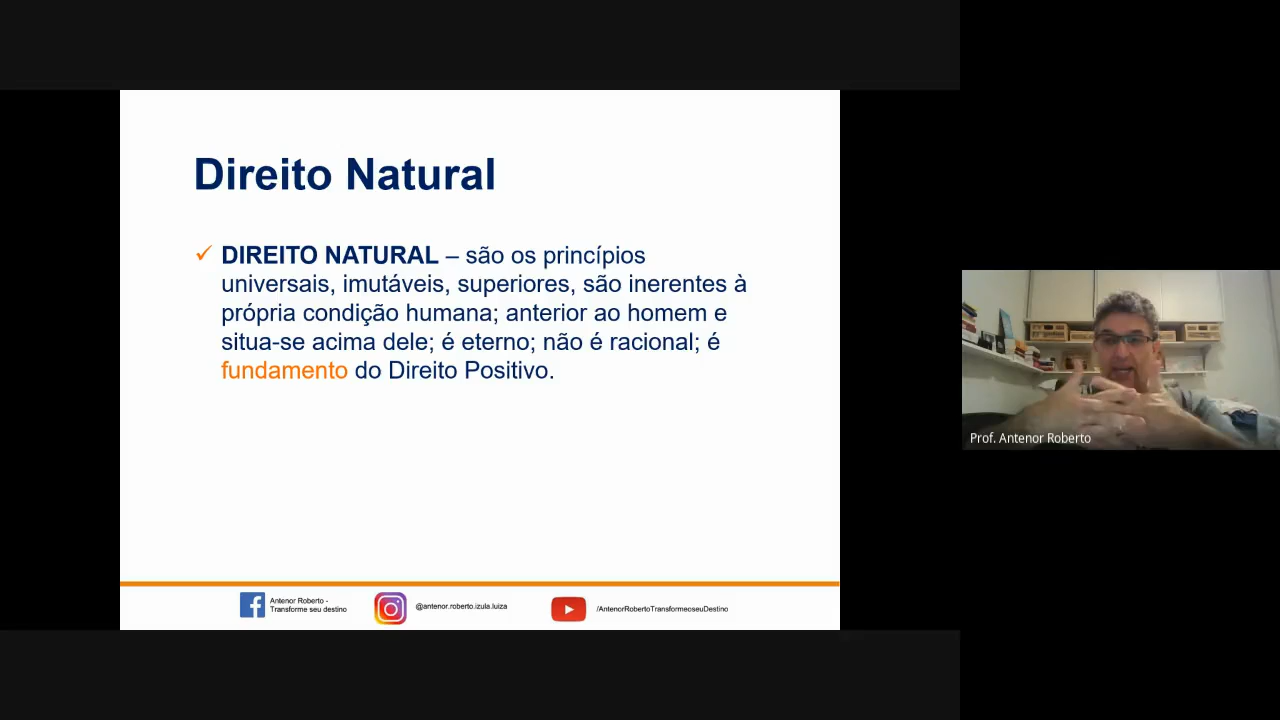 Direito Natural
✓ DIREITO NATURAL – são os princípios
universais, imutáveis, superiores, são inerentes à
própria condição humana; anterior ao homem e
situa-se acima dele; é eterno; não é racional; é
fundamento do Direito Positivo.
Antenor Roberto -
Transforme seu destino
@antenor.roberto.izula.luiza
/AntenorRobertoTransformeoseuDestino
Prof. Antenor Roberto